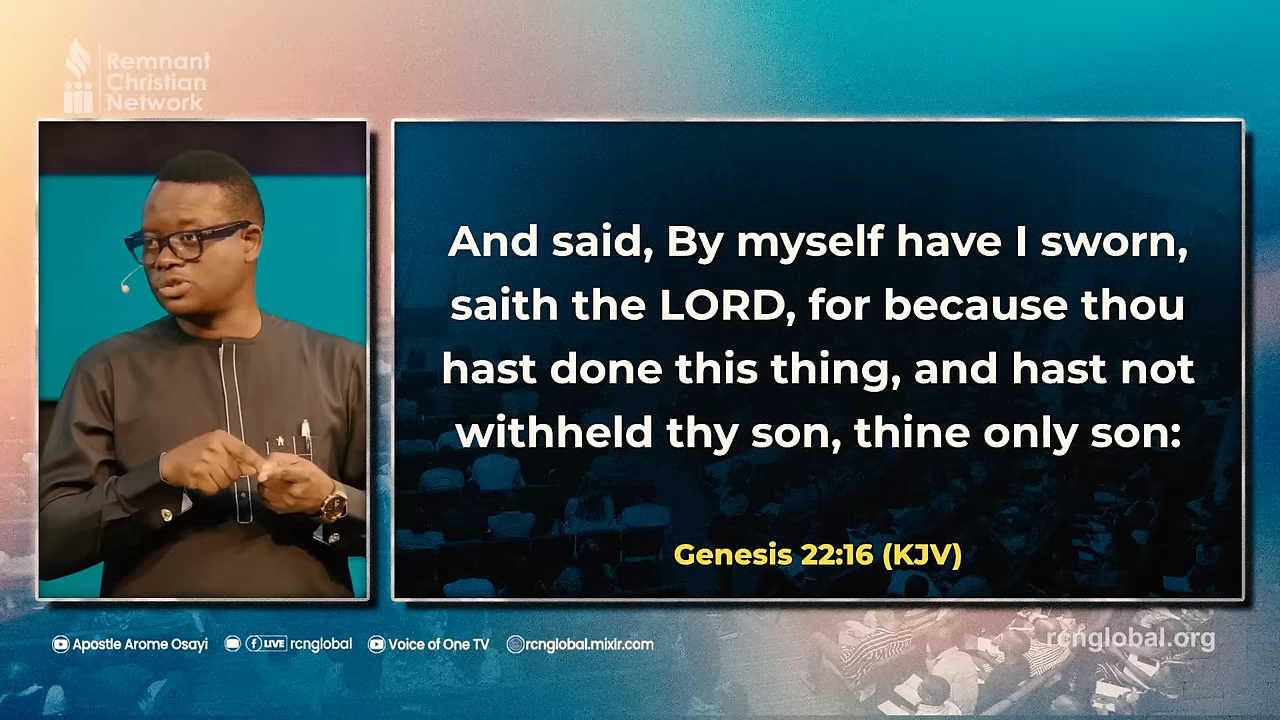 Remnant
Christian
Network
And said, By myself have I sworn,
saith the LORD, for because thou
hast done this thing, and hast not
withheld thy son, thine only son:
Genesis 22:16 (KJV)
Apostle Arome Osayi LIVE rcnglobal Voice of One TV rcnglobal.mixlr.com
rcnglobal.org